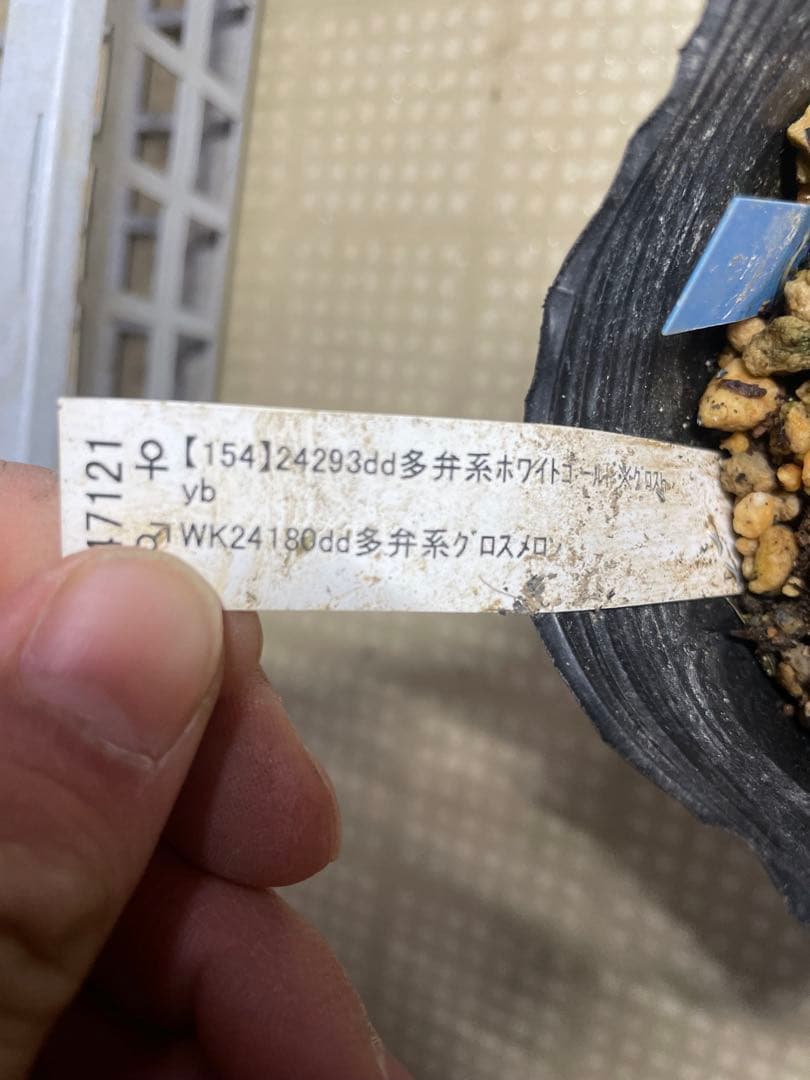 47121
♀【154】24293dd多弁系ホワイトゴールド※グロスト
yb
♂WK24180dd多弁系グロスメロン